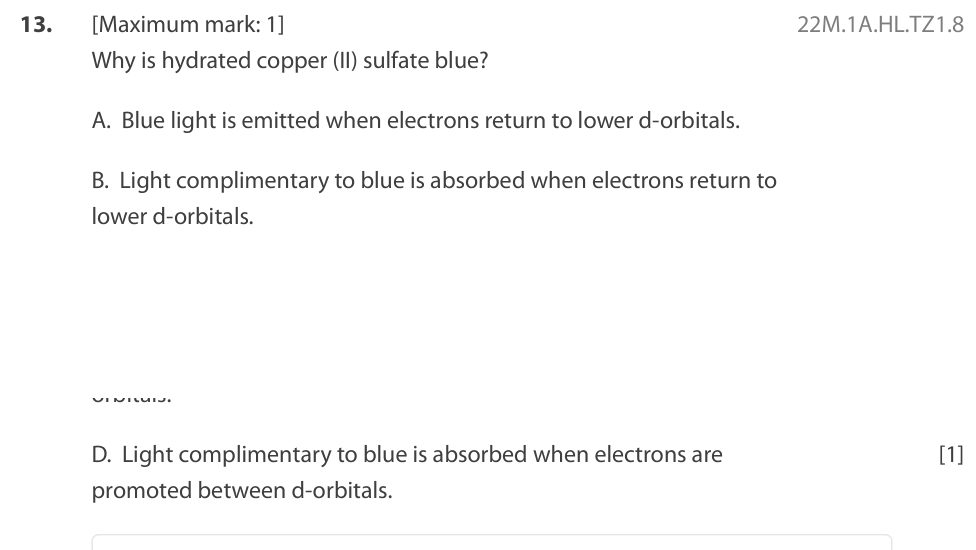 13. [Maximum mark: 1] 22M.1A.HL.TZ1.8
Why is hydrated copper (II) sulfate blue?
A. Blue light is emitted when electrons return to lower d-orbitals.
B. Light complimentary to blue is absorbed when electrons return to
lower d-orbitals.
D. Light complimentary to blue is absorbed when electrons are [1]
promoted between d-orbitals.